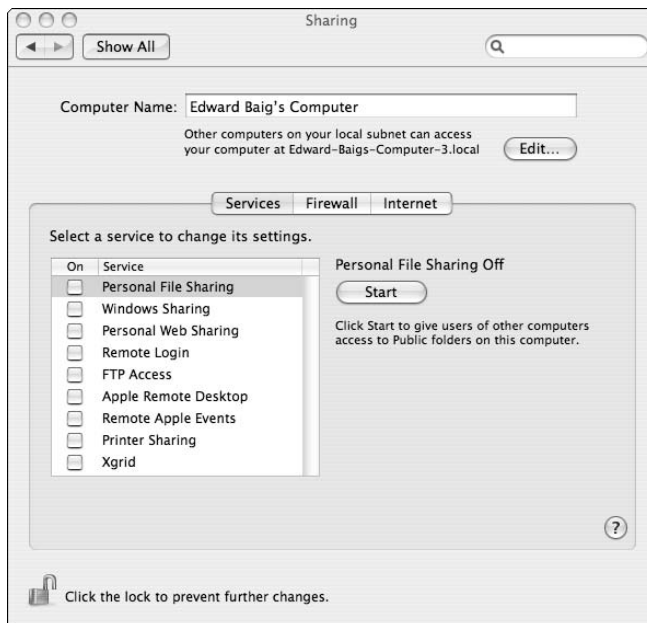 Sharing
Show All
Computer Name: Edward Baig's Computer
Other computers on your local subnet can access
your computer at Edward-Baigs-Computer-3.local
Edit...
Services Firewall Internet
Select a service to change its settings.
On Service
Personal File Sharing
Windows Sharing
Personal Web Sharing
Remote Login
FTP Access
Apple Remote Desktop
Remote Apple Events
Printer Sharing
Xgrid
Personal File Sharing Off
Start
Click Start to give users of other computers
access to Public folders on this computer.
?
Click the lock to prevent further changes.